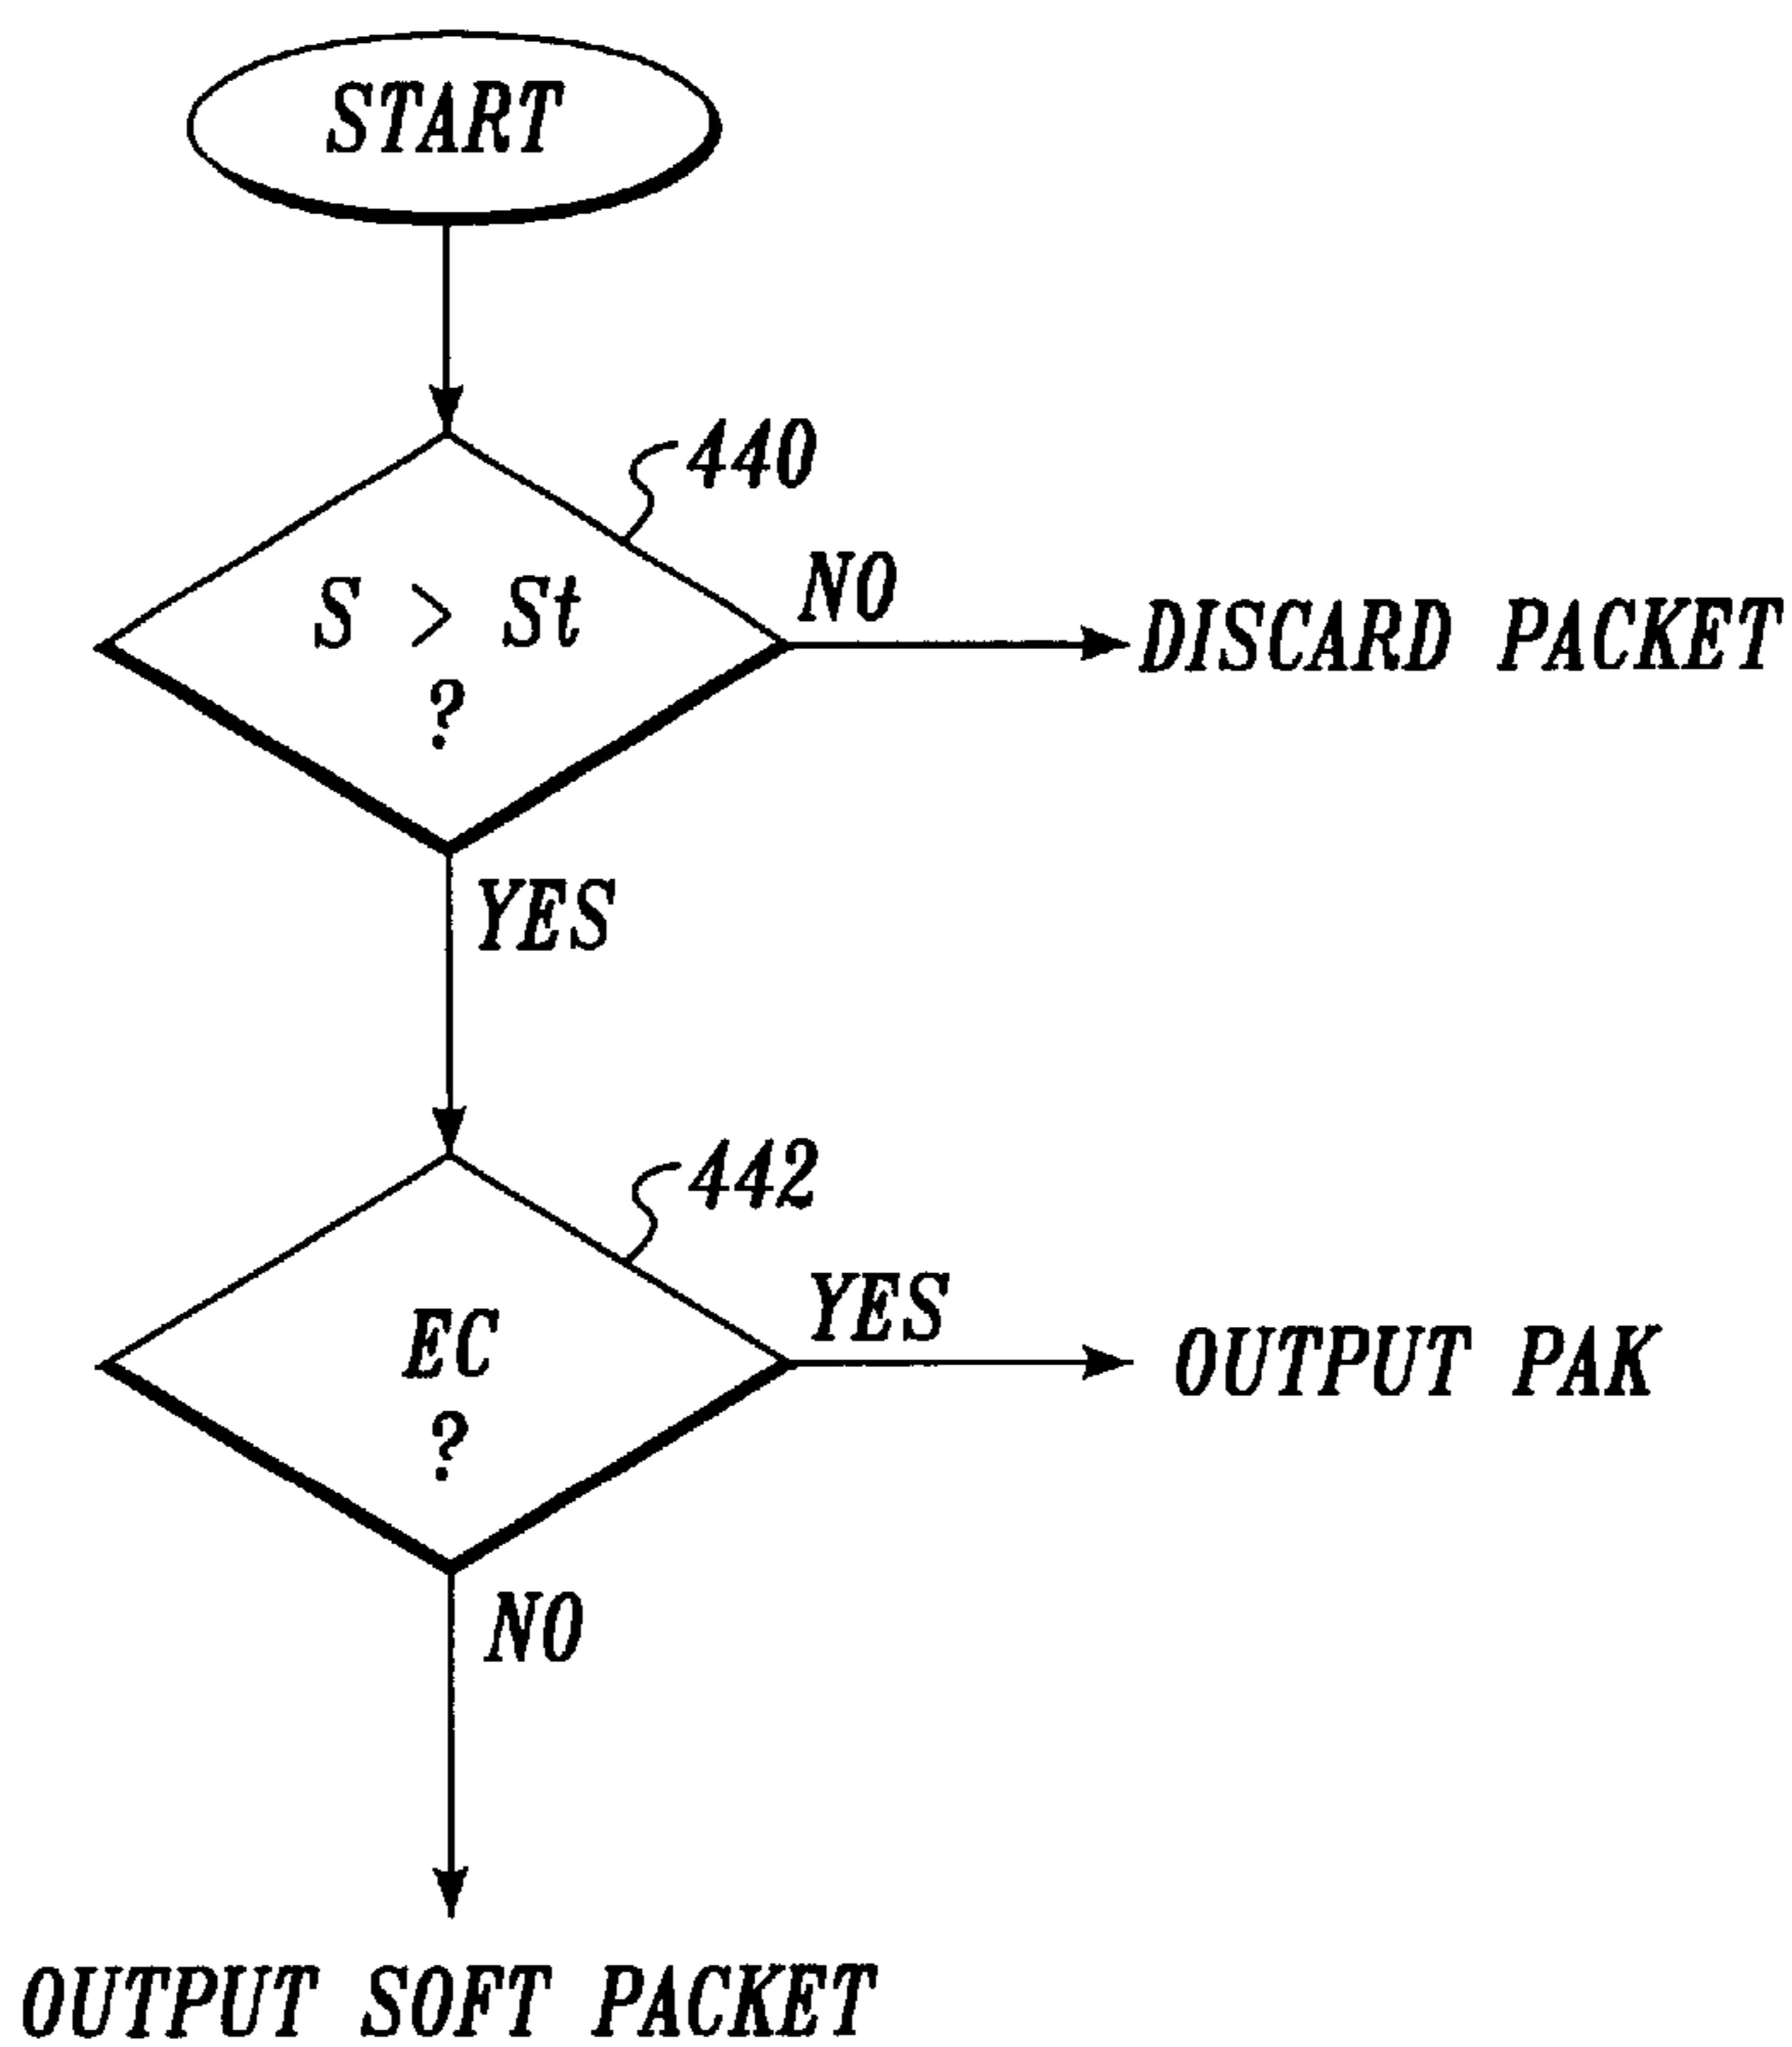 START
440
S > St
?
NO
DISCARD PACKET
YES
442
EC
?
YES
OUTPUT PAK
NO
OUTPUT SOFT PACKET